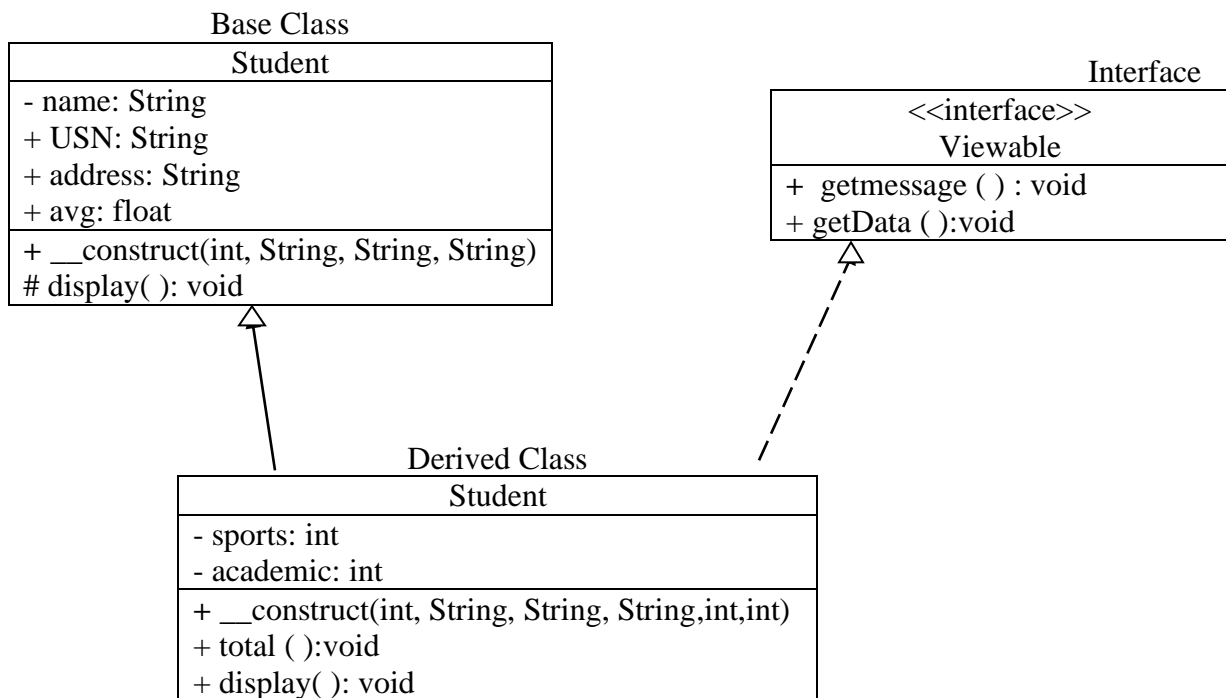 Base Class
Student
- name: String
+ USN: String
+ address: String
+ avg: float
+ __construct(int, String, String, String)
# display( ): void
Interface
<<interface>>
Viewable
+ getmessage ( ) : void
+ getData ( ):void
Derived Class
Student
- sports: int
- academic: int
+ __construct(int, String, String, String,int,int)
+ total ( ):void
+ display( ): void